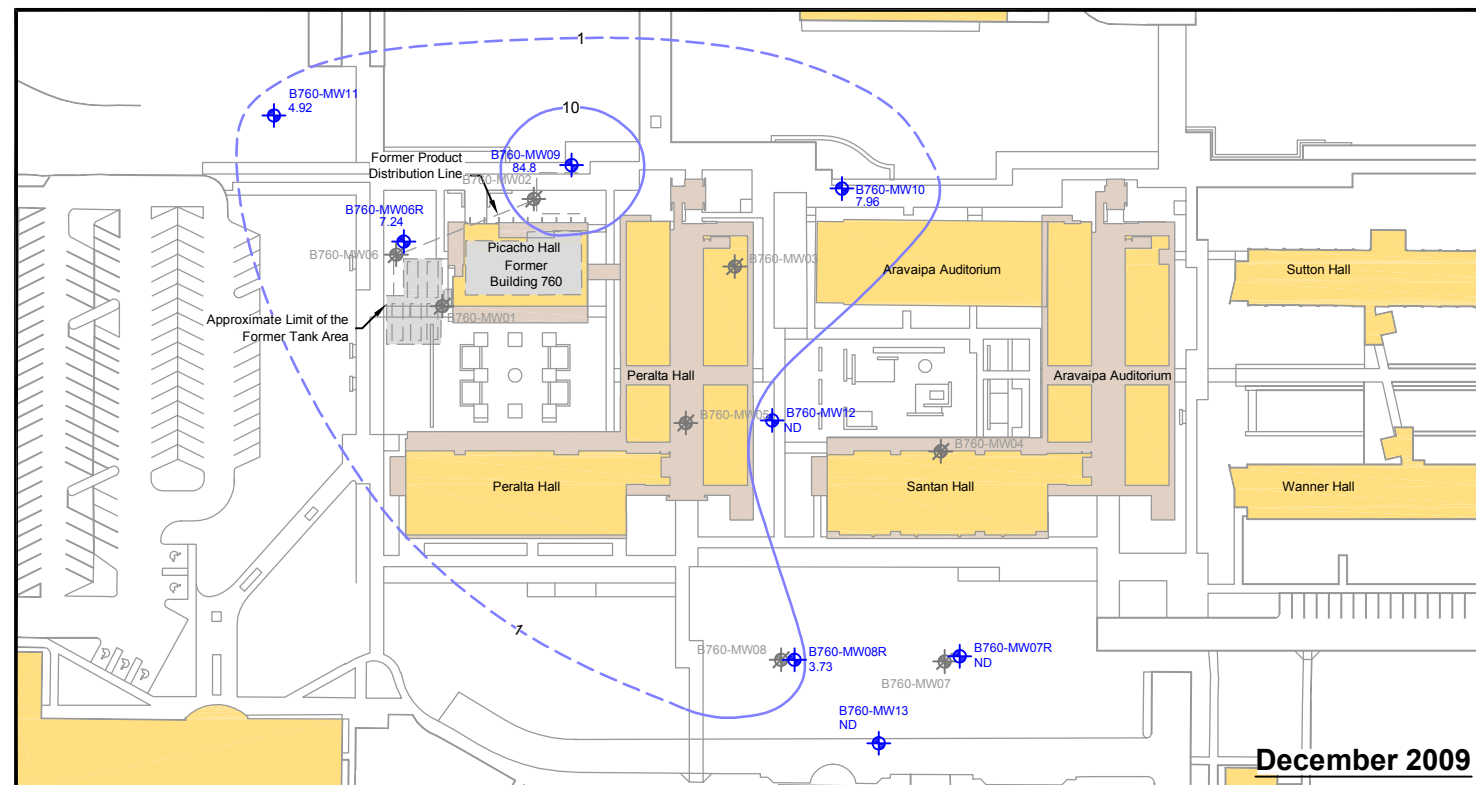 1
B760-MW11
4.92
10
B760-MW09
84.8
Former Product
Distribution Line
B760-MW02
B760-MW10
7.96
B760-MW06R
7.24
B760-MW06
Picacho Hall
Former
Building 760
B760-MW03
Aravaipa Auditorium
Sutton Hall
B760-MW01
Approximate Limit of the
Former Tank Area
Peralta Hall
Aravaipa Auditorium
B760-MW05
B760-MW12
ND
B760-MW04
Peralta Hall
Santan Hall
Wanner Hall
1
B760-MW08
B760-MW08R
3.73
B760-MW07R
ND
B760-MW07
B760-MW13
ND
December 2009